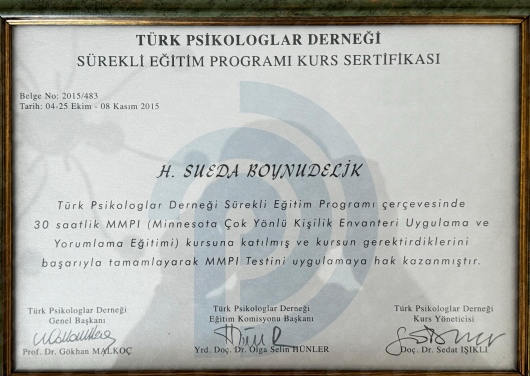 TÜRK PSİKOLOGLAR DERNEĞİ
SÜREKLİ EĞİTİM PROGRAMI KURS SERTİFİKASI
Belge No: 2015/483
Tarih: 04-25 Ekim - 08 Kasım 2015
H. SUEDA BOYNUDELİK
Türk Psikologlar Derneği Sürekli Eğitim Programı çerçevesinde
30 saatlik MMPI (Minnesota Çok Yönlü Kişilik Envanteri Uygulama ve
Yorumlama Eğitimi) kursuna katılmış ve kursun gerektirdiklerini
başarıyla tamamlayarak MMPI Testini uygulamaya hak kazanmıştır.
Türk Psikologlar Derneği
Genel Başkanı
Prof. Dr. Gökhan MALKOÇ
Türk Psikologlar Derneği
Eğitim Komisyonu Başkanı
Yrd. Doç. Dr. Olga Selin HÜNLER
Türk Psikologlar Derneği
Kurs Yöneticisi
Doç. Dr. Sedat IŞIKLI